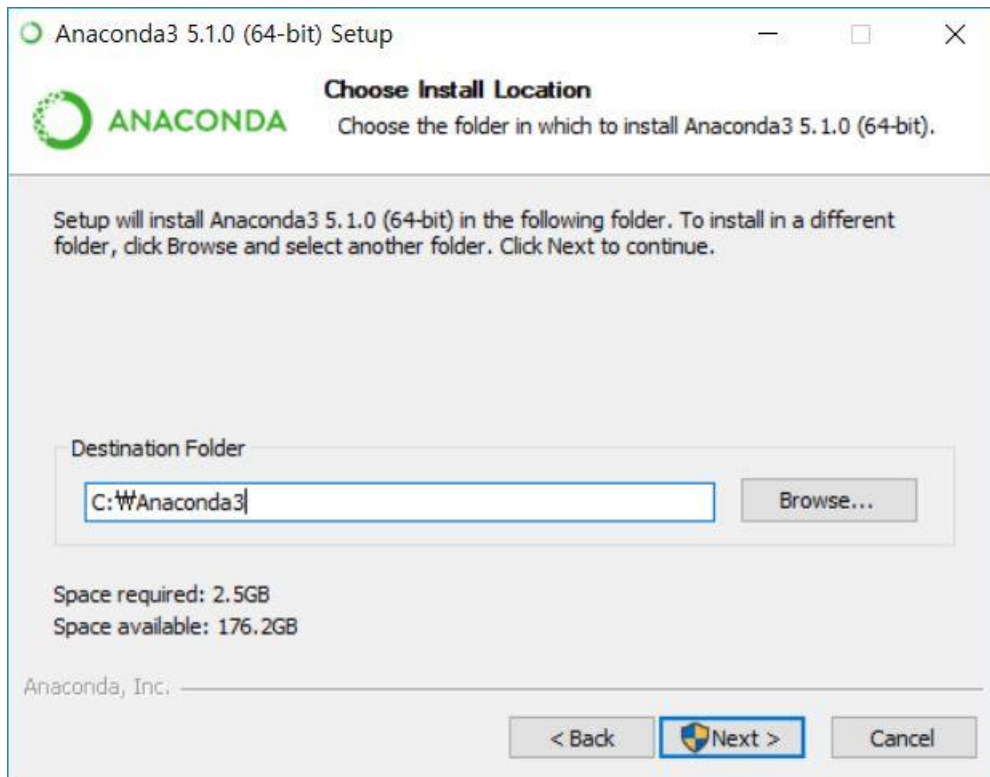 Anaconda3 5.1.0 (64-bit) Setup
ANACONDA
Choose Install Location
Choose the folder in which to install Anaconda3 5.1.0 (64-bit).
Setup will install Anaconda3 5.1.0 (64-bit) in the following folder. To install in a different
folder, click Browse and select another folder. Click Next to continue.
Destination Folder
C:₩Anaconda3
Browse...
Space required: 2.5GB
Space available: 176.2GB
Anaconda, Inc.
< Back
Next >
Cancel